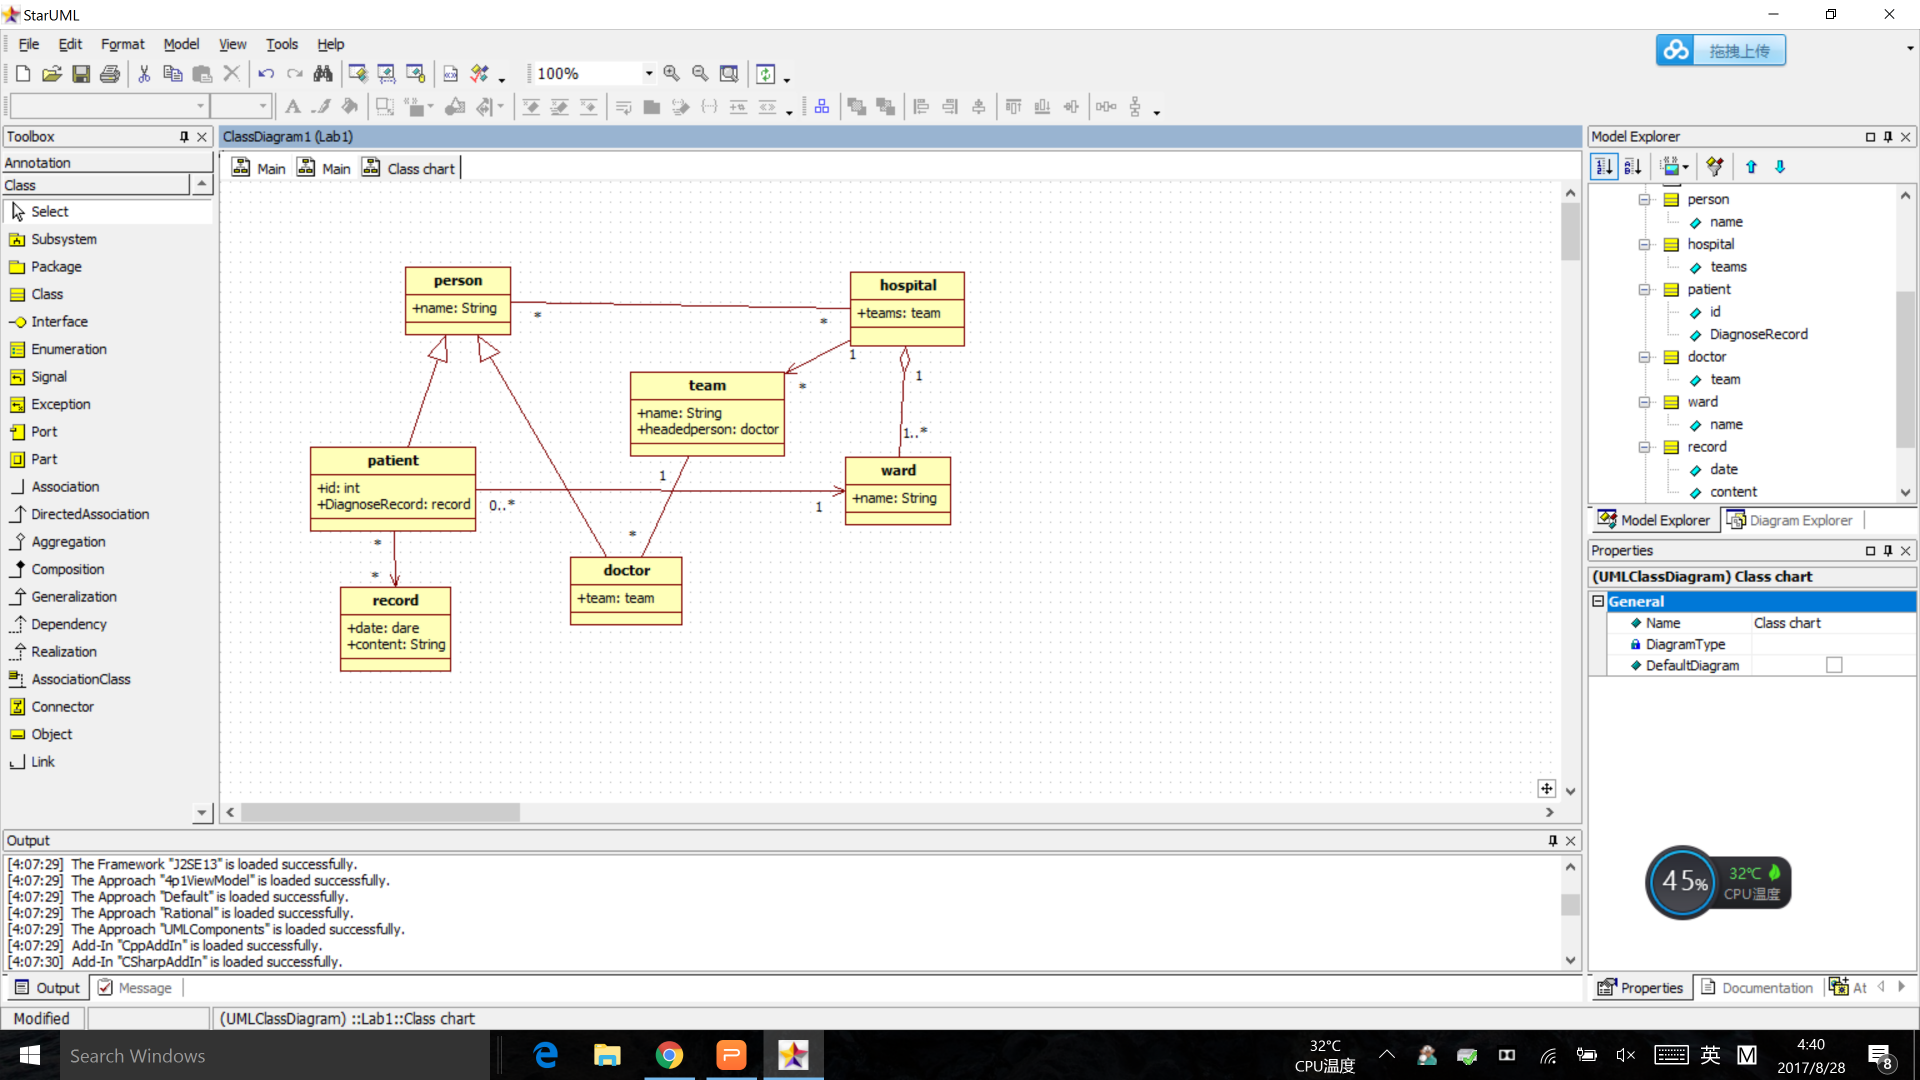 StarUML
File Edit Format Model View Tools Help
拖拽上传
100%
Toolbox
Annotation
Class
Select
Subsystem
Package
Class
Interface
Enumeration
Signal
Exception
Port
Part
Association
DirectedAssociation
Aggregation
Composition
Generalization
Dependency
Realization
AssociationClass
Connector
Object
Link
ClassDiagram1 (Lab1)
Main Main Class chart
person
+name: String
*
*
hospital
+teams: team
1
*
1
1..*
team
+name: String
+headedperson: doctor
1
*
patient
+id: int
+DiagnoseRecord: record
0..*
1
ward
+name: String
*
*
record
+date: dare
+content: String
doctor
+team: team
Model Explorer
person
name
hospital
teams
patient
id
DiagnoseRecord
doctor
team
ward
name
record
date
content
Model Explorer Diagram Explorer
Properties
(UMLClassDiagram) Class chart
General
Name Class chart
DiagramType
DefaultDiagram
45%
32℃
CPU温度
Properties Documentation At
Output
[4:07:29] The Framework "J2SE13" is loaded successfully.
[4:07:29] The Approach "4p1ViewModel" is loaded successfully.
[4:07:29] The Approach "Default" is loaded successfully.
[4:07:29] The Approach "Rational" is loaded successfully.
[4:07:29] The Approach "UMLComponents" is loaded successfully.
[4:07:29] Add-In "CppAddIn" is loaded successfully.
[4:07:30] Add-In "CSharpAddIn" is loaded successfully.
Output Message
Modified (UMLClassDiagram) ::Lab1::Class chart
Search Windows
32°C
CPU温度
英 M
4:40
2017/8/28
8